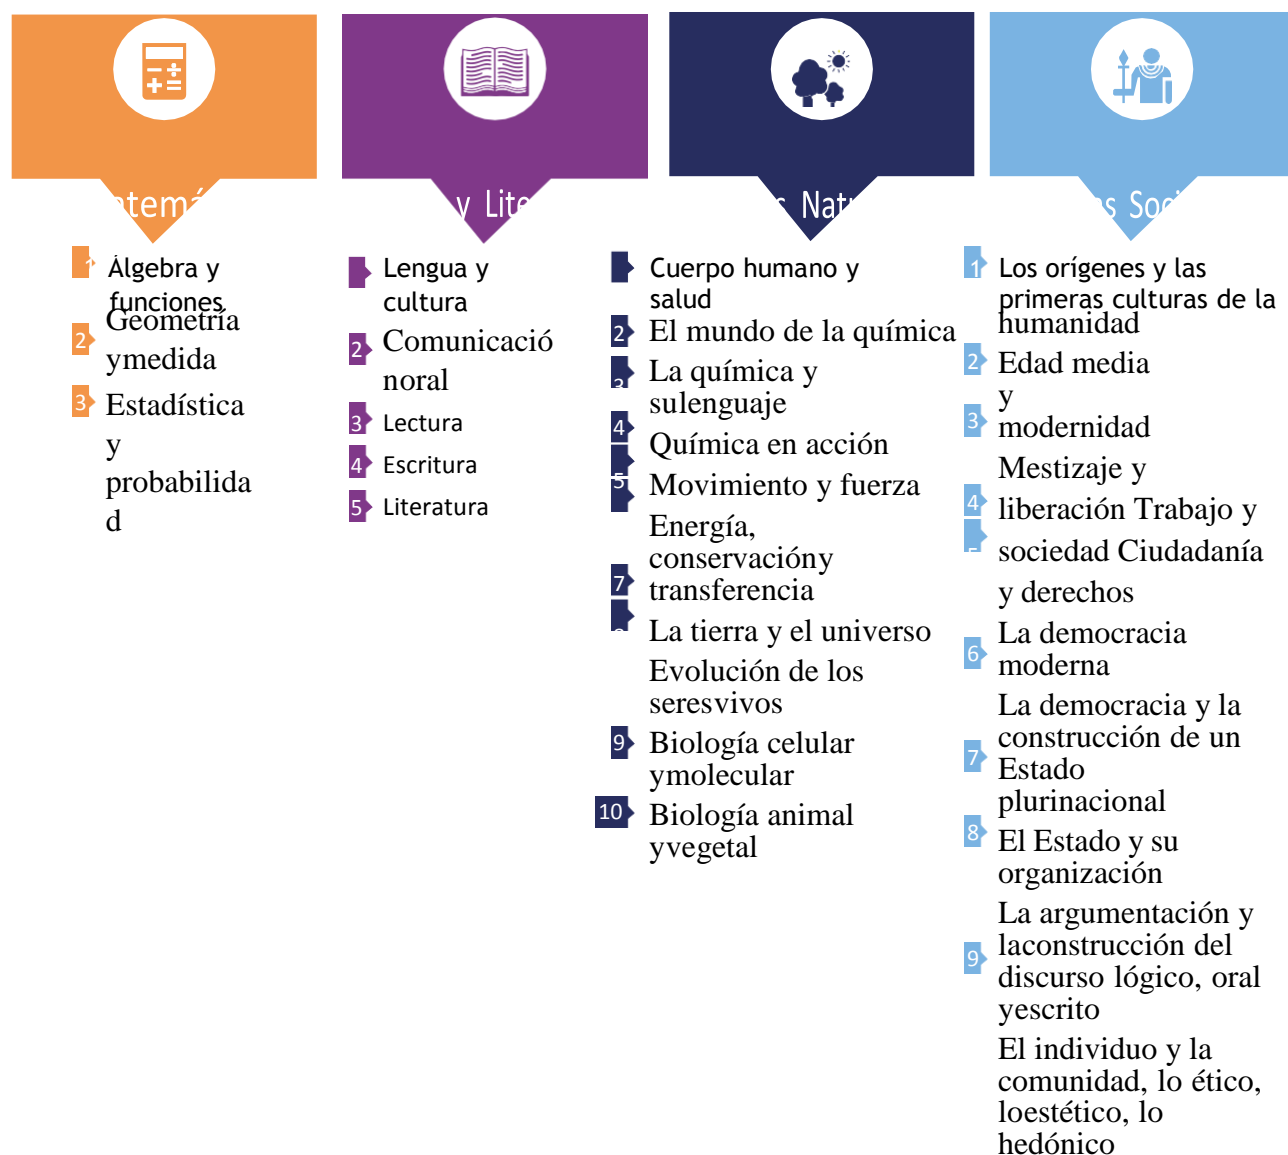 y Lite
Álgebra y
funciones
2
Geometría
ymedida
3
Estadística
y
probabilida
d
Lengua y
cultura
2
Comunicació
noral
3
Lectura
4
Escritura
5
Literatura
Cuerpo humano y
salud
2
El mundo de la química
3
La química y
sulenguaje
4
Química en acción
5
Movimiento y fuerza
Energía,
conservacióny
7
transferencia
La tierra y el universo
Evolución de los
seresvivos
9
Biología celular
ymolecular
10
Biología animal
yvegetal
1
Los orígenes y las
primeras culturas de la
humanidad
2
Edad media
y
3
modernidad
Mestizaje y
4
liberación Trabajo y
5
sociedad Ciudadanía
y derechos
6
La democracia
moderna
La democracia y la
construcción de un
7
Estado
plurinacional
8
El Estado y su
organización
La argumentación y
9
laconstrucción del
discurso lógico, oral
yescrito
El individuo y la
comunidad, lo ético,
loestético, lo
hedónico